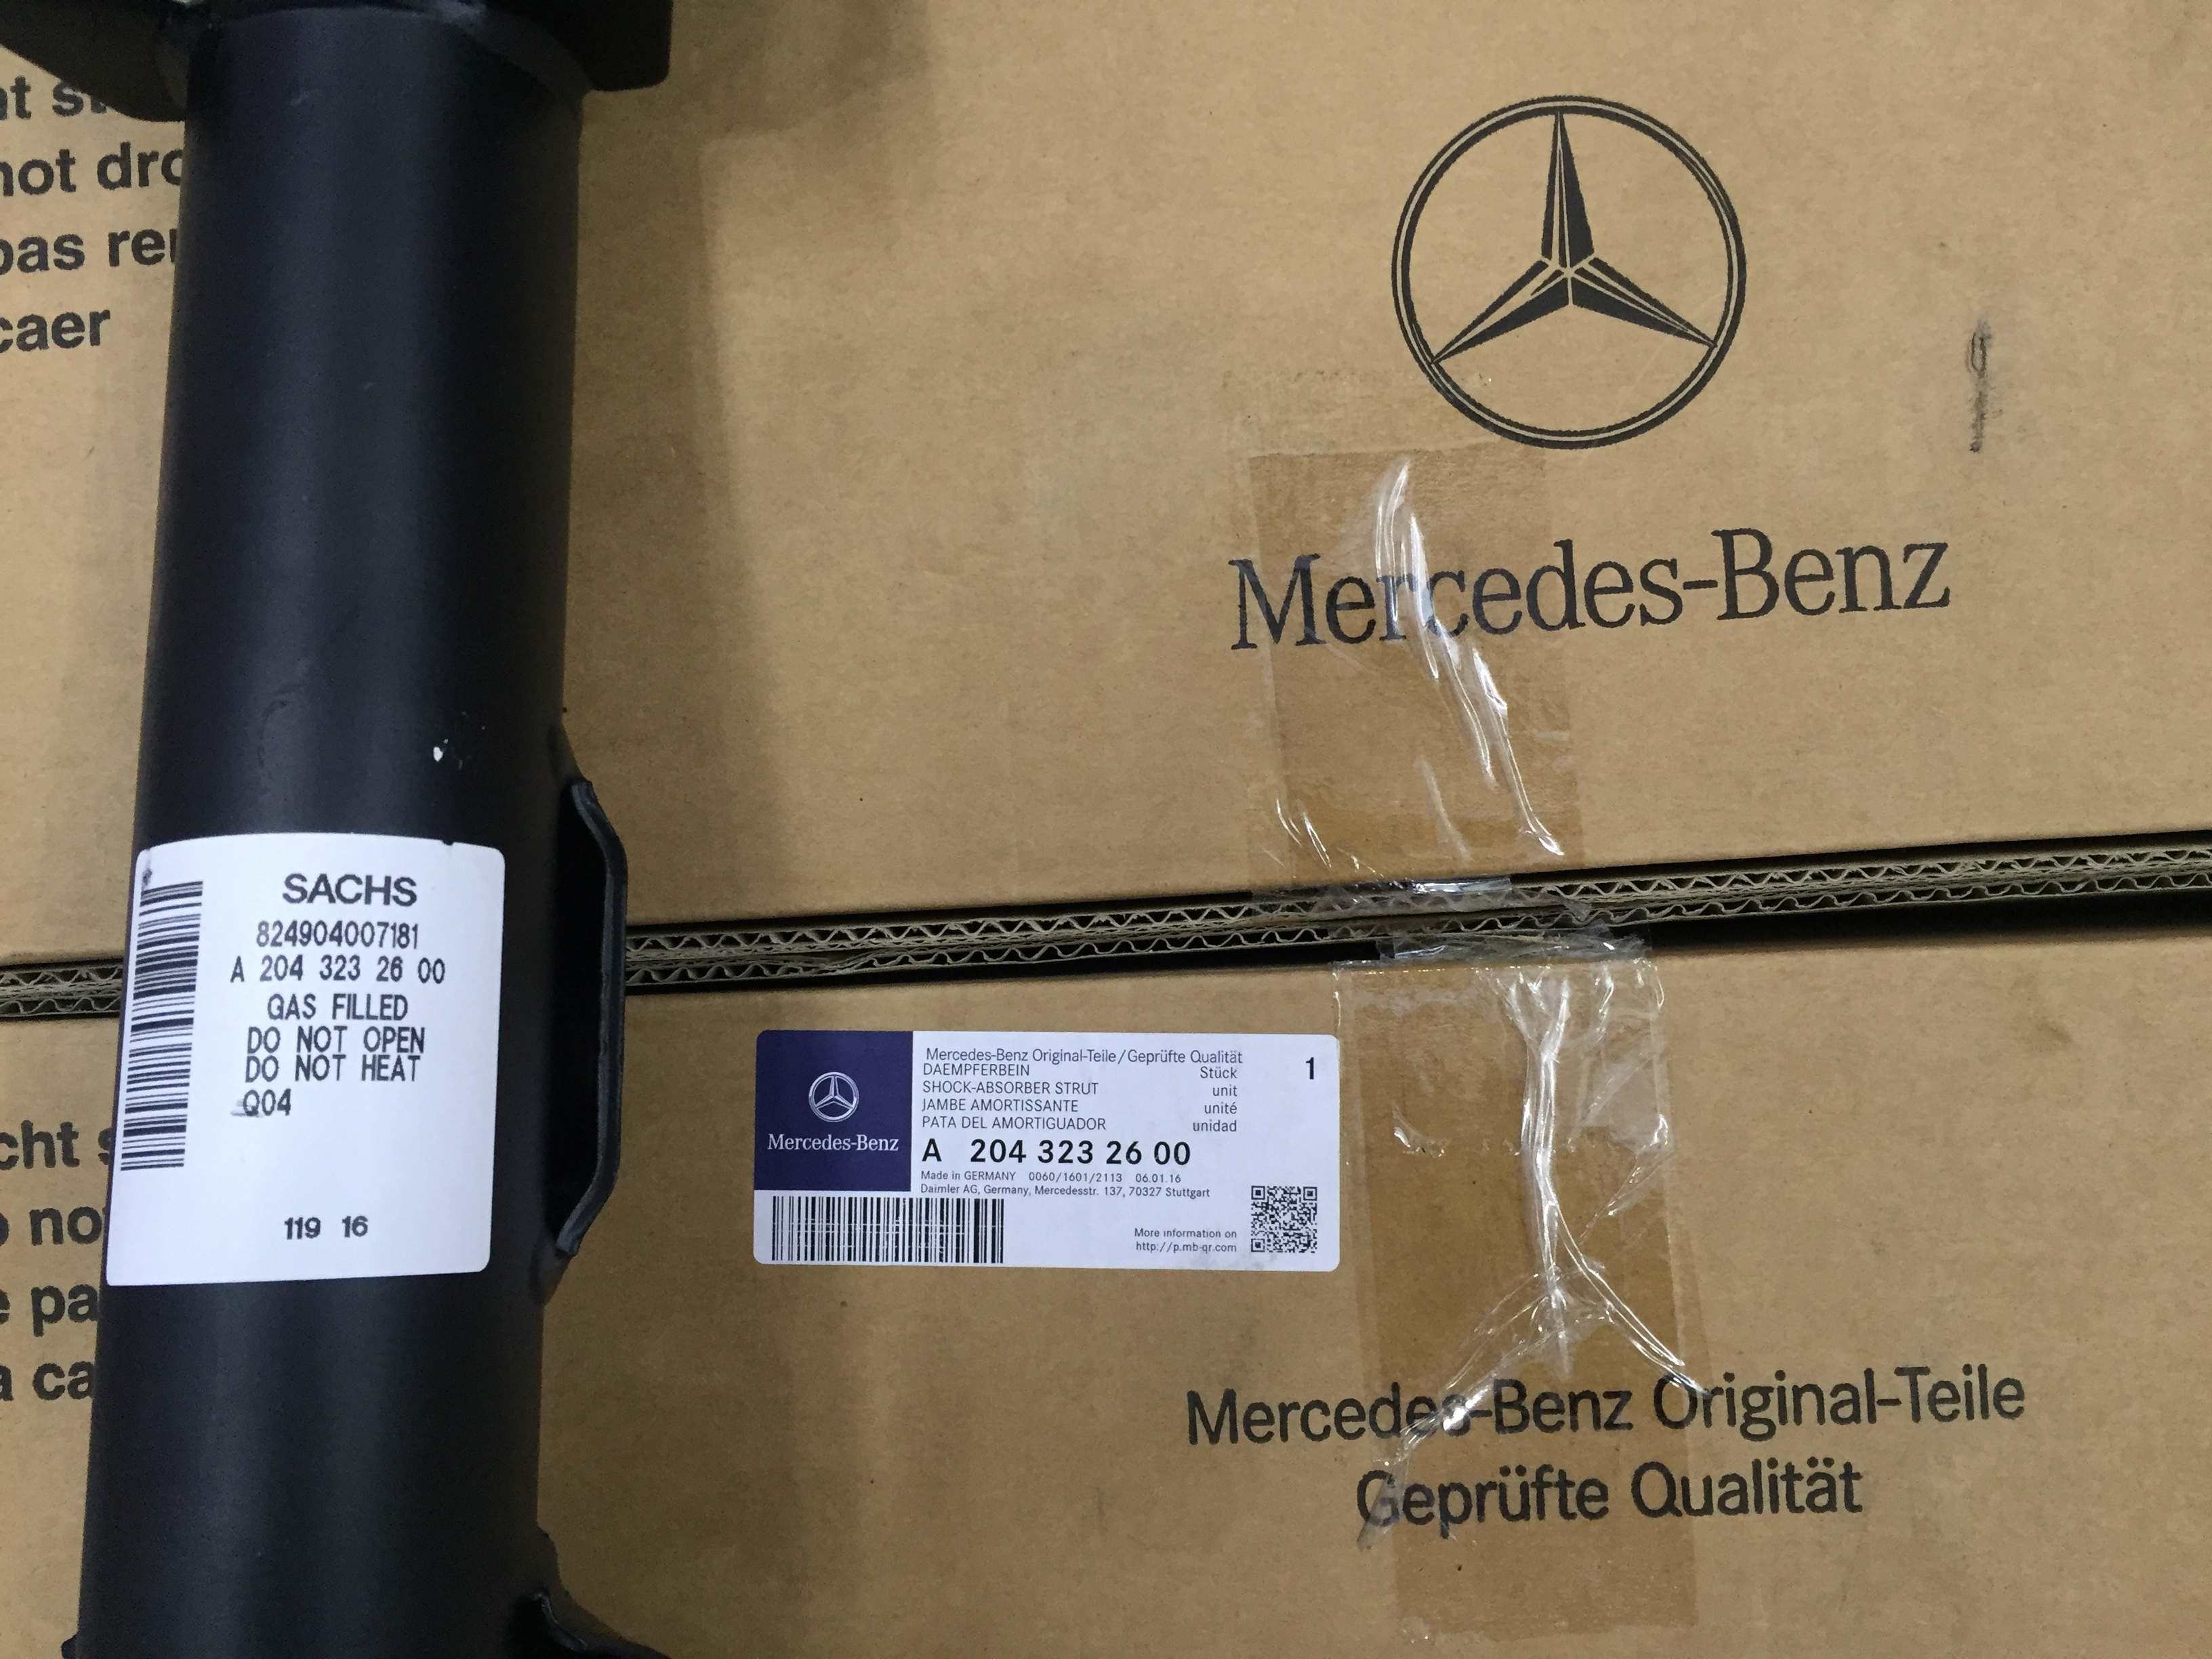 not
pas
caer
Mercedes-Benz
SACHS
824904007181
A 204 323 26 00
GAS FILLED
DO NOT OPEN
DO NOT HEAT
Q04
119 16
Mercedes-Benz
Mercedes-Benz Original-Teile/Geprüfte Qualität 1
DAEMPFERBEIN Stück
SHOCK-ABSORBER STRUT unit
JAMBE AMORTISSANTE unité
PATA DEL AMORTIGUADOR unidad
A 204 323 26 00
Made in GERMANY 0060/1601/2113 06.01.16
Daimler AG, Germany, Mercedesstr. 137, 70327 Stuttgart
More information on
http://p.mb-qr.com
Mercedes-Benz Original-Teile
Geprüfte Qualität